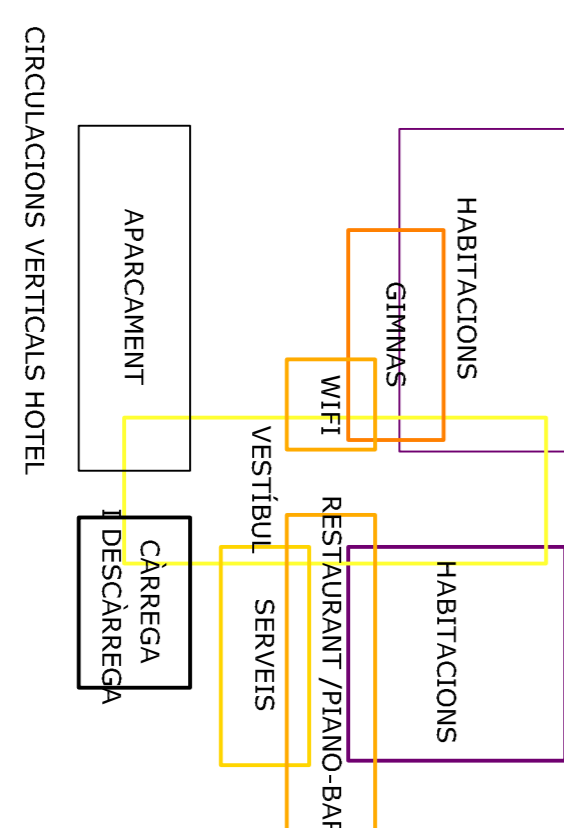 HABITACIONS
GIMNAS
WIFI
HABITACIONS
RESTAURANT /PIANO-BAR
VESTÍBUL
SERVEIS
APARCAMENT
CÀRREGA
I DESCÀRREGA
CIRCULACIONS VERTICALS HOTEL